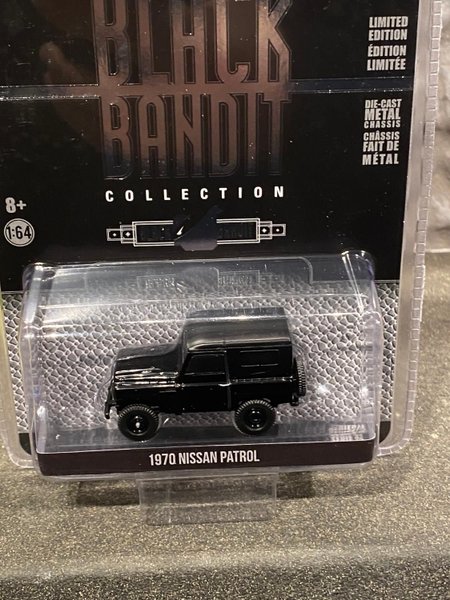 BLACK
BANDIT
COLLECTION
LIMITED
EDITION
ÉDITION
LIMITÉE
DIE-CAST
METAL
CHASSIS
CHÂSSIS
FAIT DE
MÉTAL
8+
1:64
1970 NISSAN PATROL